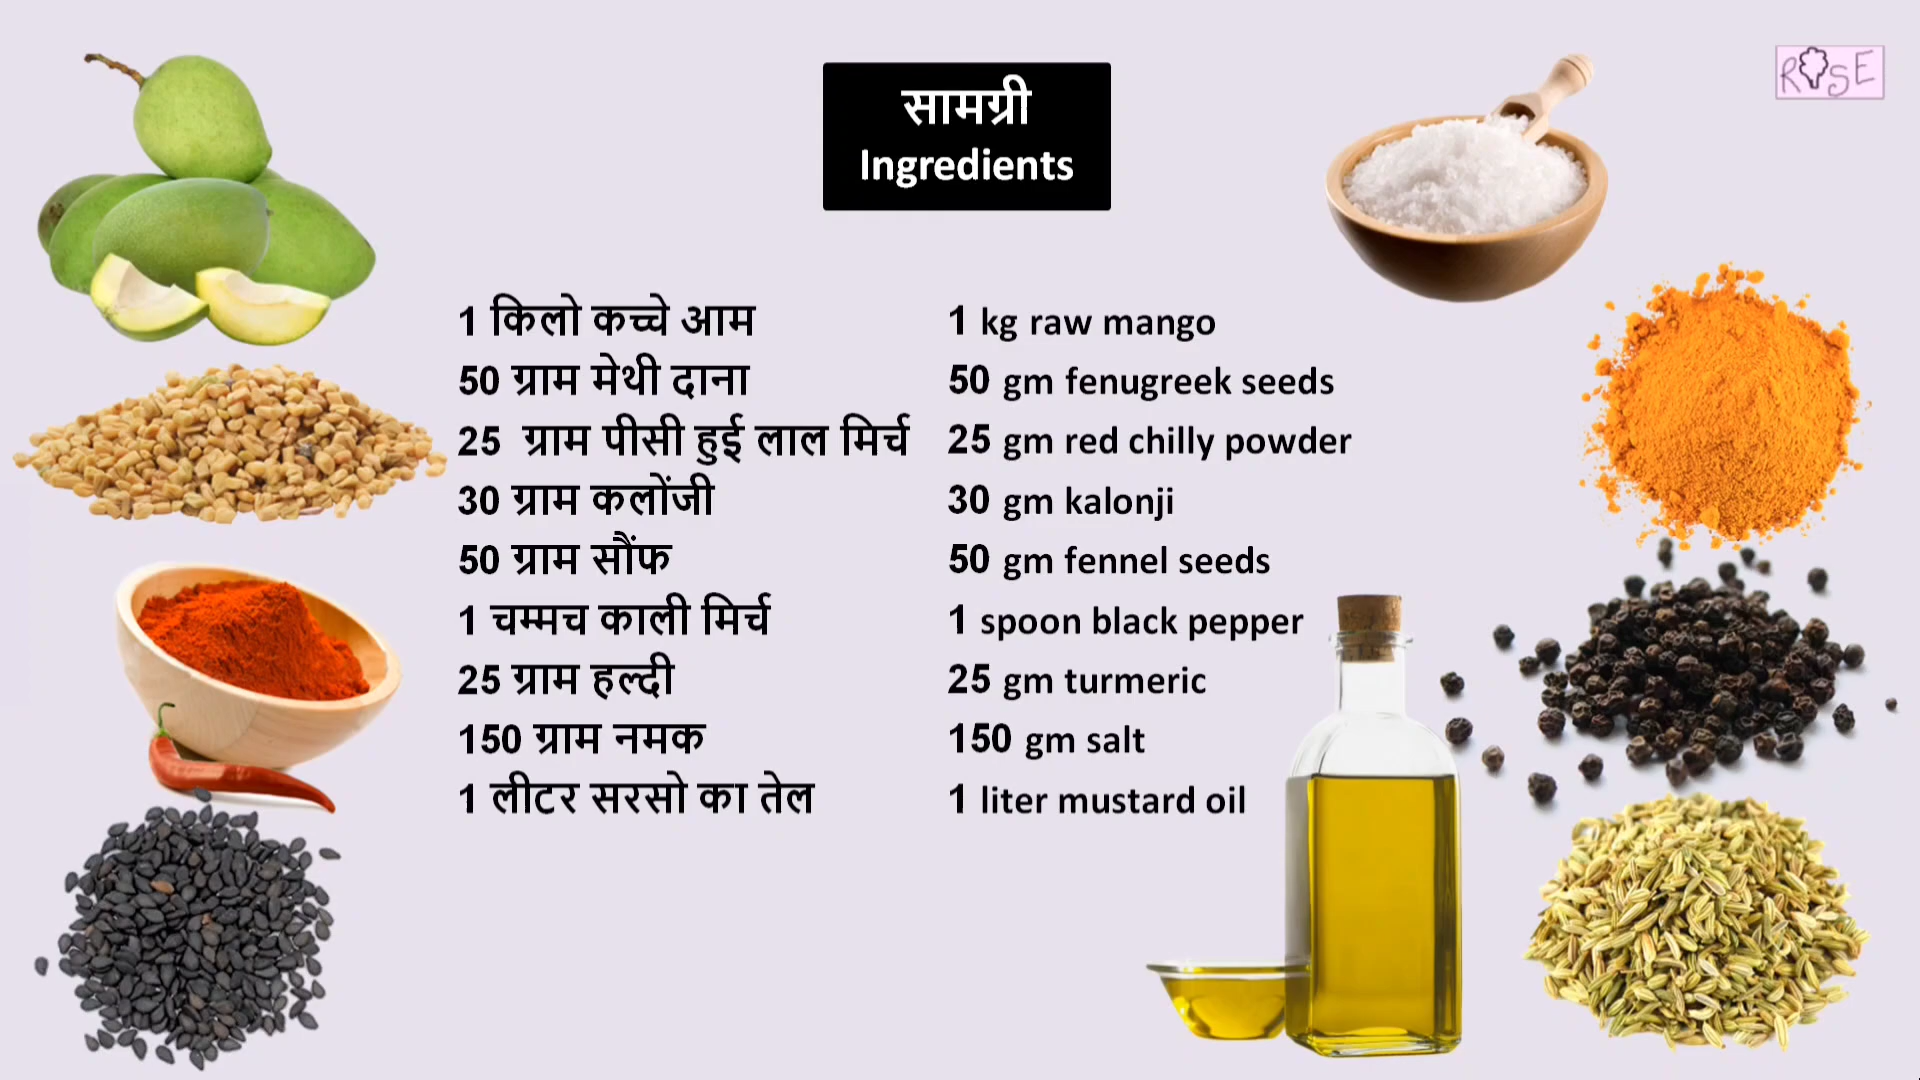 सामग्री
Ingredients
ROSE
1 किलो कच्चे आम
50 ग्राम मेथी दाना
25 ग्राम पीसी हुई लाल मिर्च
30 ग्राम कलोंजी
50 ग्राम सौंफ
1 चम्मच काली मिर्च
25 ग्राम हल्दी
150 ग्राम नमक
1 लीटर सरसो का तेल
1 kg raw mango
50 gm fenugreek seeds
25 gm red chilly powder
30 gm kalonji
50 gm fennel seeds
1 spoon black pepper
25 gm turmeric
150 gm salt
1 liter mustard oil